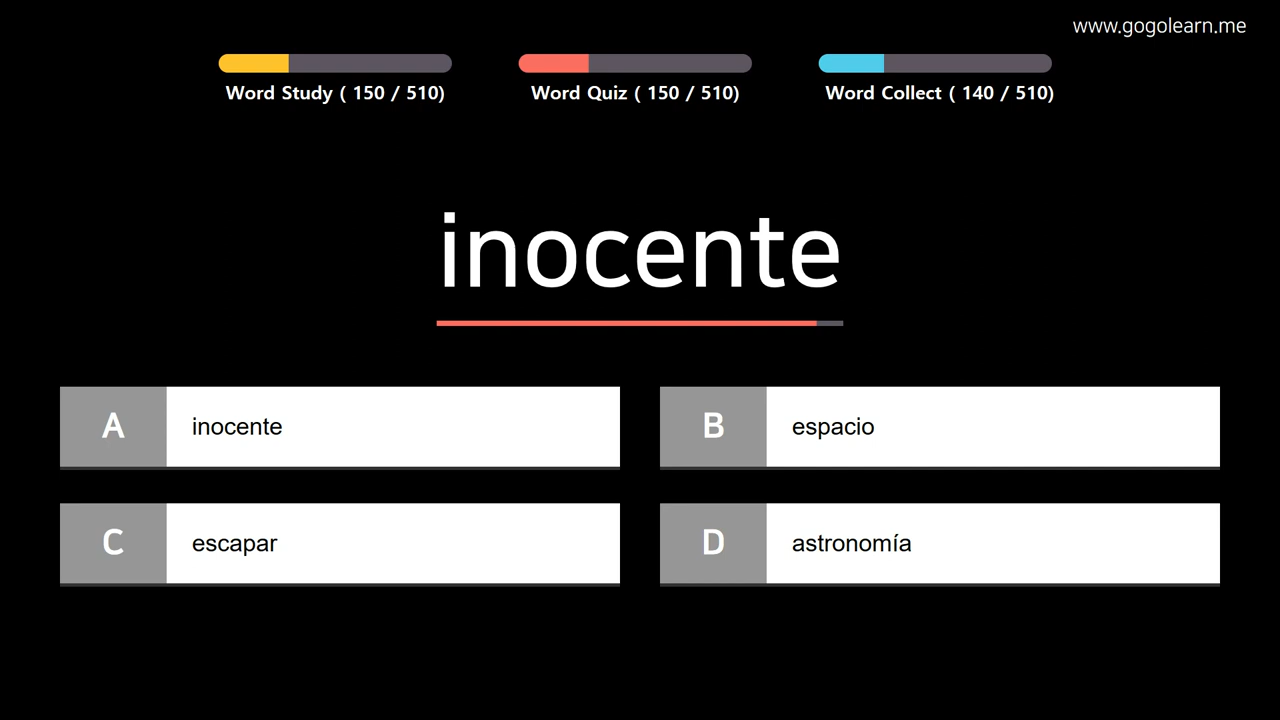 www.gogolearn.me
Word Study ( 150 / 510)
Word Quiz ( 150 / 510)
Word Collect ( 140 / 510)
inocente
A inocente
B espacio
C escapar
D astronomía